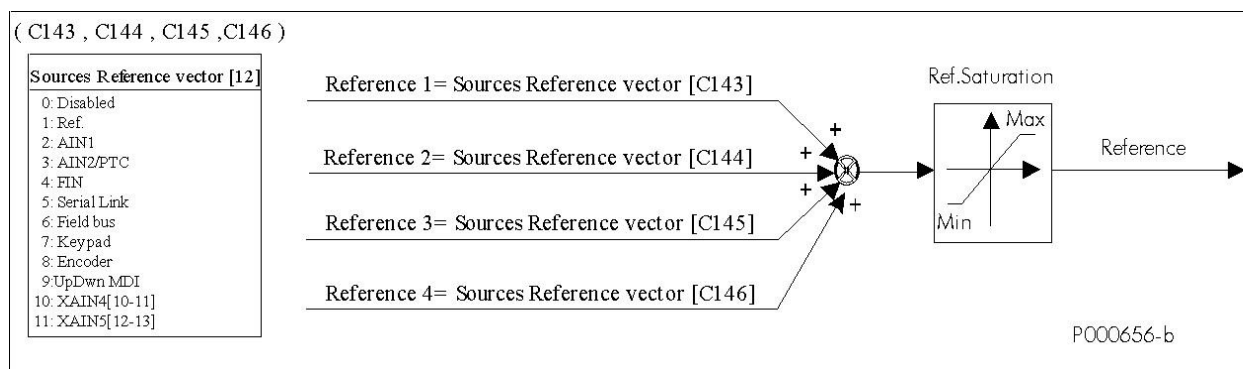 ( C143 , C144 , C145 ,C146 )
Sources Reference vector [12]
0: Disabled
1: Ref.
2: AIN1
3: AIN2/PTC
4: FIN
5: Serial Link
6: Field bus
7: Keypad
8: Encoder
9:UpDwn MDI
10: XAIN4[10-11]
11: XAIN5[12-13]
Reference 1= Sources Reference vector [C143]
Reference 2= Sources Reference vector [C144]
Reference 3= Sources Reference vector [C145]
Reference 4= Sources Reference vector [C146]
+
+
+
+
Ref.Saturation
Max
Min
Reference
P000656-b